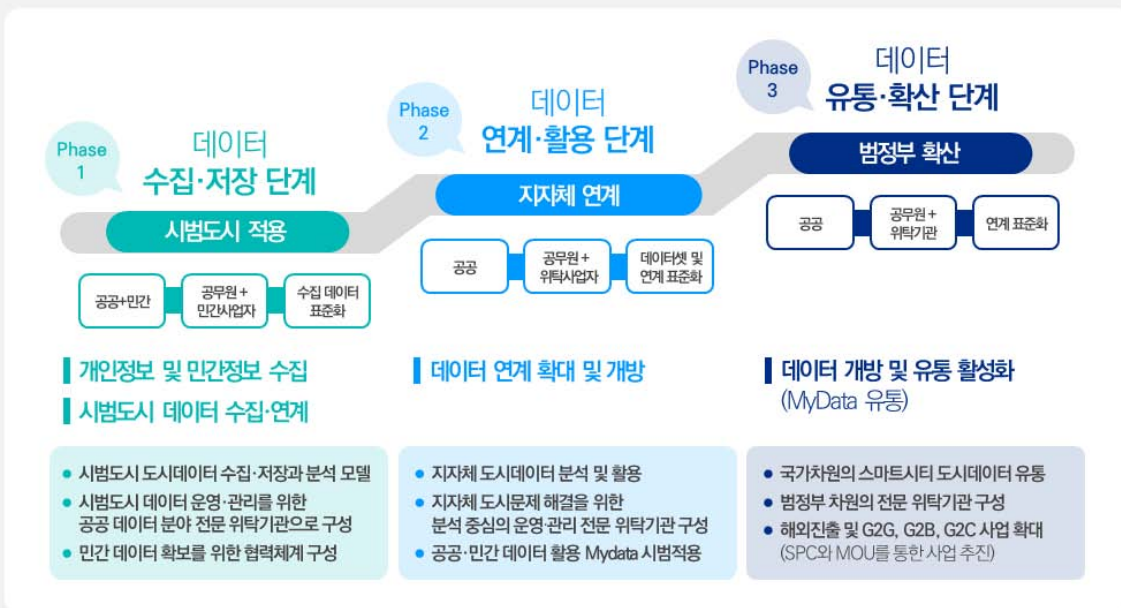 Phase
1
데이터
수집·저장 단계
시범도시 적용
공공+민간
공무원 +
민간사업자
수집 데이터
표준화
개인정보 및 민간정보 수집
시범도시 데이터 수집·연계
• 시범도시 도시데이터 수집·저장과 분석 모델
• 시범도시 데이터 운영·관리를 위한
공공 데이터 분야 전문 위탁기관으로 구성
• 민간 데이터 확보를 위한 협력체계 구성
Phase
2
데이터
연계·활용 단계
지자체 연계
공공
공무원 +
위탁사업자
데이터셋 및
연계 표준화
데이터 연계 확대 및 개방
• 지자체 도시데이터 분석 및 활용
• 지자체 도시문제 해결을 위한
분석 중심의 운영·관리 전문 위탁기관 구성
• 공공·민간 데이터 활용 Mydata 시범적용
Phase
3
데이터
유통·확산 단계
범정부 확산
공공
공무원 +
위탁기관
연계 표준화
데이터 개방 및 유통 활성화
(MyData 유통)
• 국가차원의 스마트시티 도시데이터 유통
• 범정부 차원의 전문 위탁기관 구성
• 해외진출 및 G2G, G2B, G2C 사업 확대
(SPC와 MOU를 통한 사업 추진)